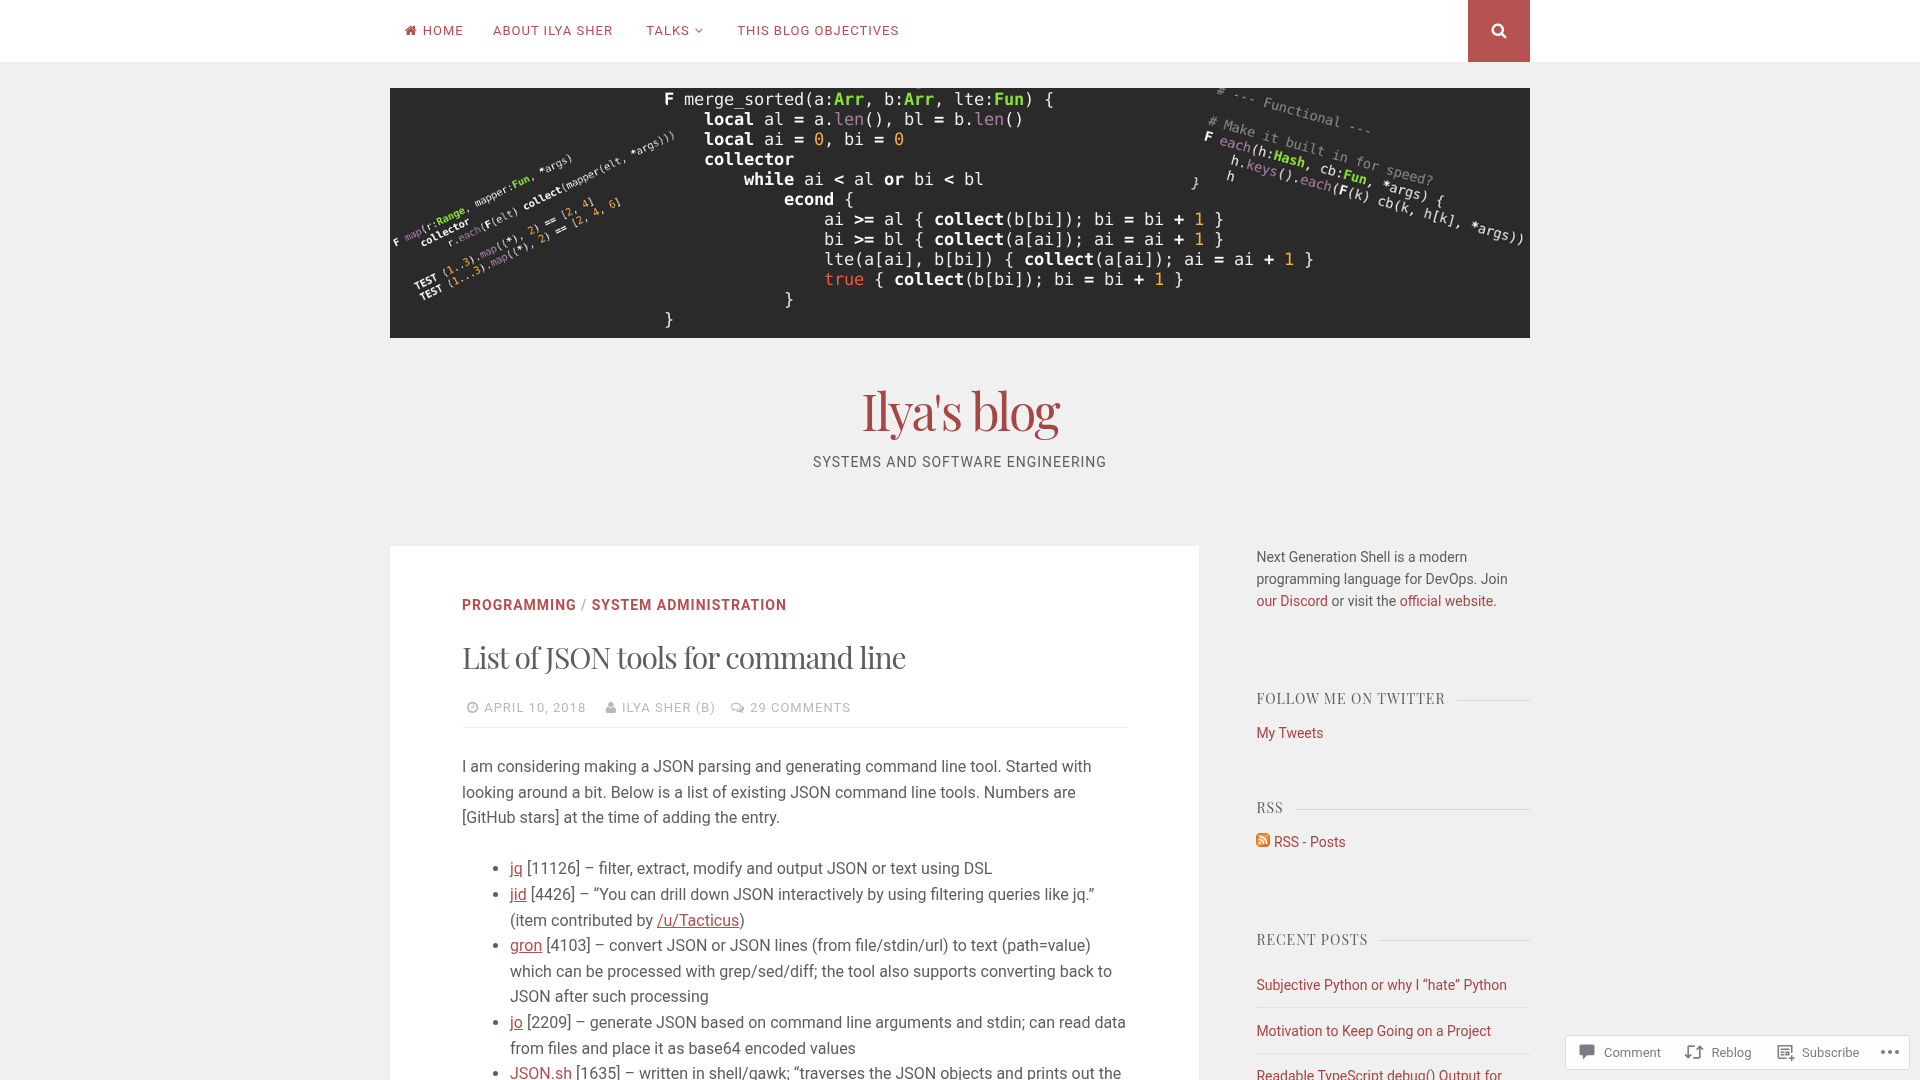 HOME ABOUT ILYA SHER TALKS THIS BLOG OBJECTIVES
F merge_sorted(a:Arr, b:Arr, lte:Fun) {
local al = a.len(), bl = b.len()
local ai = 0, bi = 0
collector
while ai < al or bi < bl
econd {
ai >= al { collect(b[bi]); bi = bi + 1 }
bi >= bl { collect(a[ai]); ai = ai + 1 }
lte(a[ai], b[bi]) { collect(a[ai]); ai = ai + 1 }
true { collect(b[bi]); bi = bi + 1 }
}
}
F map(r:Range, mapper:Fun, *args)
collector
r.each(F(elt) collect(mapper(elt, *args)))
TEST (1..3).map((*), 2) == [2, 4]
TEST (1...3).map((*), 2) == [2, 4, 6]
# --- Functional ---
# Make it built in for speed?
F each(h:Hash, cb:Fun, *args) {
h.keys().each(F(k) cb(k, h[k], *args))
h
}
Ilya's blog
SYSTEMS AND SOFTWARE ENGINEERING
PROGRAMMING / SYSTEM ADMINISTRATION
List of JSON tools for command line
APRIL 10, 2018 ILYA SHER (B) 29 COMMENTS
I am considering making a JSON parsing and generating command line tool. Started with
looking around a bit. Below is a list of existing JSON command line tools. Numbers are
[GitHub stars] at the time of adding the entry.
• jq [11126] – filter, extract, modify and output JSON or text using DSL
• jid [4426] – “You can drill down JSON interactively by using filtering queries like jq.”
(item contributed by /u/Tacticus)
• gron [4103] – convert JSON or JSON lines (from file/stdin/url) to text (path=value)
which can be processed with grep/sed/diff; the tool also supports converting back to
JSON after such processing
• jo [2209] – generate JSON based on command line arguments and stdin; can read data
from files and place it as base64 encoded values
• JSON.sh [1635] – written in shell/gawk; “traverses the JSON objects and prints out the
Next Generation Shell is a modern
programming language for DevOps. Join
our Discord or visit the official website.
FOLLOW ME ON TWITTER
My Tweets
RSS
RSS - Posts
RECENT POSTS
Subjective Python or why I “hate” Python
Motivation to Keep Going on a Project
Readable TypeScript debug() Output for
Comment Reblog Subscribe